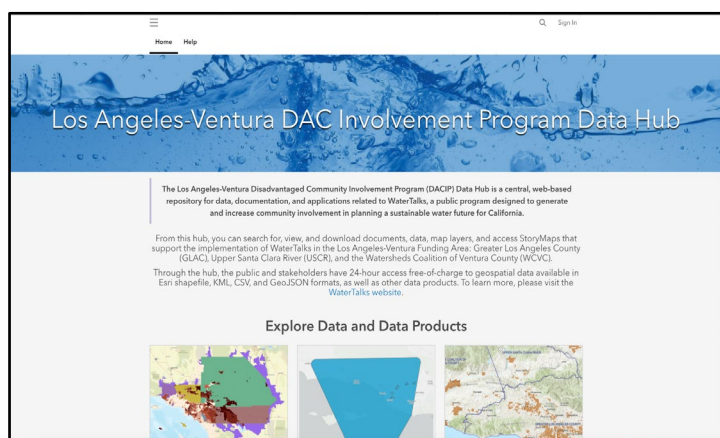 Sign In
Home Help
Los Angeles-Ventura DAC Involvement Program Data Hub
The Los Angeles-Ventura Disadvantaged Community Involvement Program (DACIP) Data Hub is a central, web-based
repository for data, documentation, and applications related to WaterTalks, a public program designed to generate
and increase community involvement in planning a sustainable water future for California.
From this hub, you can search for, view, and download documents, data, map layers, and access StoryMaps that
support the implementation of WaterTalks in the Los Angeles-Ventura Funding Area: Greater Los Angeles County
(GLAC), Upper Santa Clara River (USCR), and the Watersheds Coalition of Ventura County (WCVC).
Through the hub, the public and stakeholders have 24-hour access free-of-charge to geospatial data available in
Esri shapefile, KML, CSV, and GeoJSON formats, as well as other data products. To learn more, please visit the
WaterTalks website.
Explore Data and Data Products